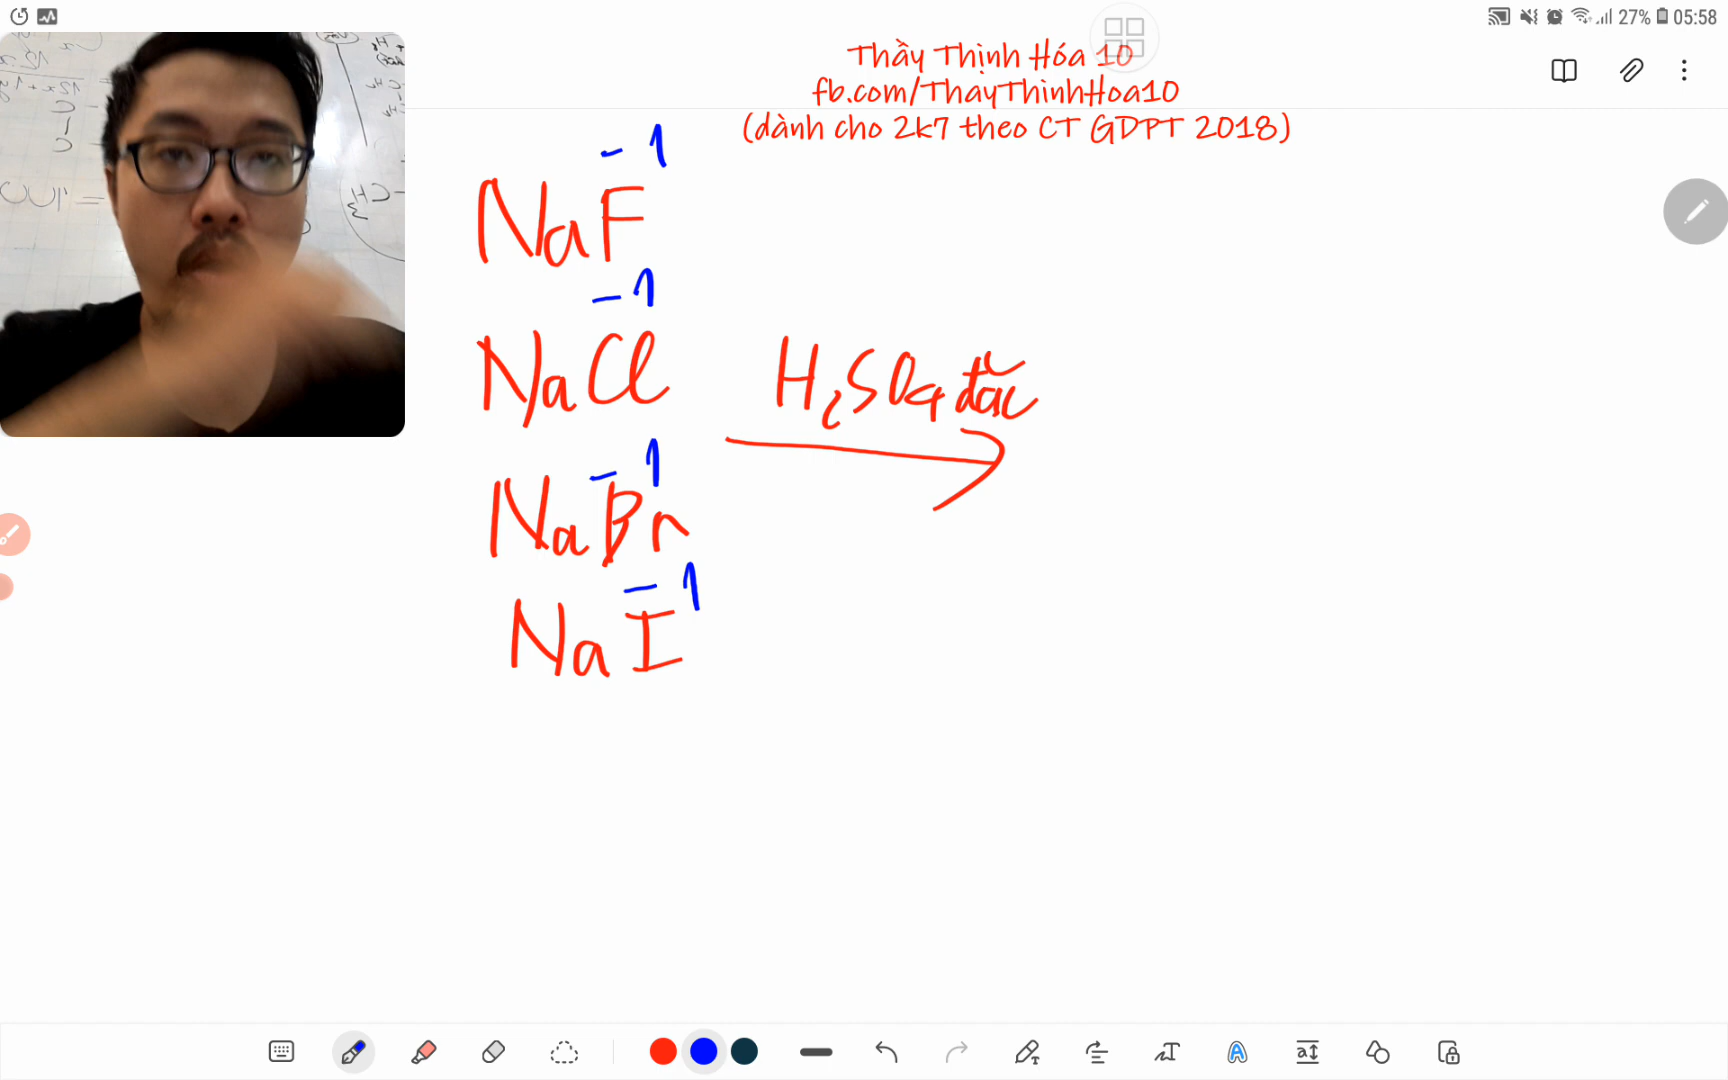 27% 05:58
Thầy Thịnh Hóa 10
fb.com/ThayThinhHoa10
(dành cho 2k7 theo CT GDPT 2018)
-1
NaF
-1
NaCl
H2SO4 đặc
-1
NaBr
-1
NaI